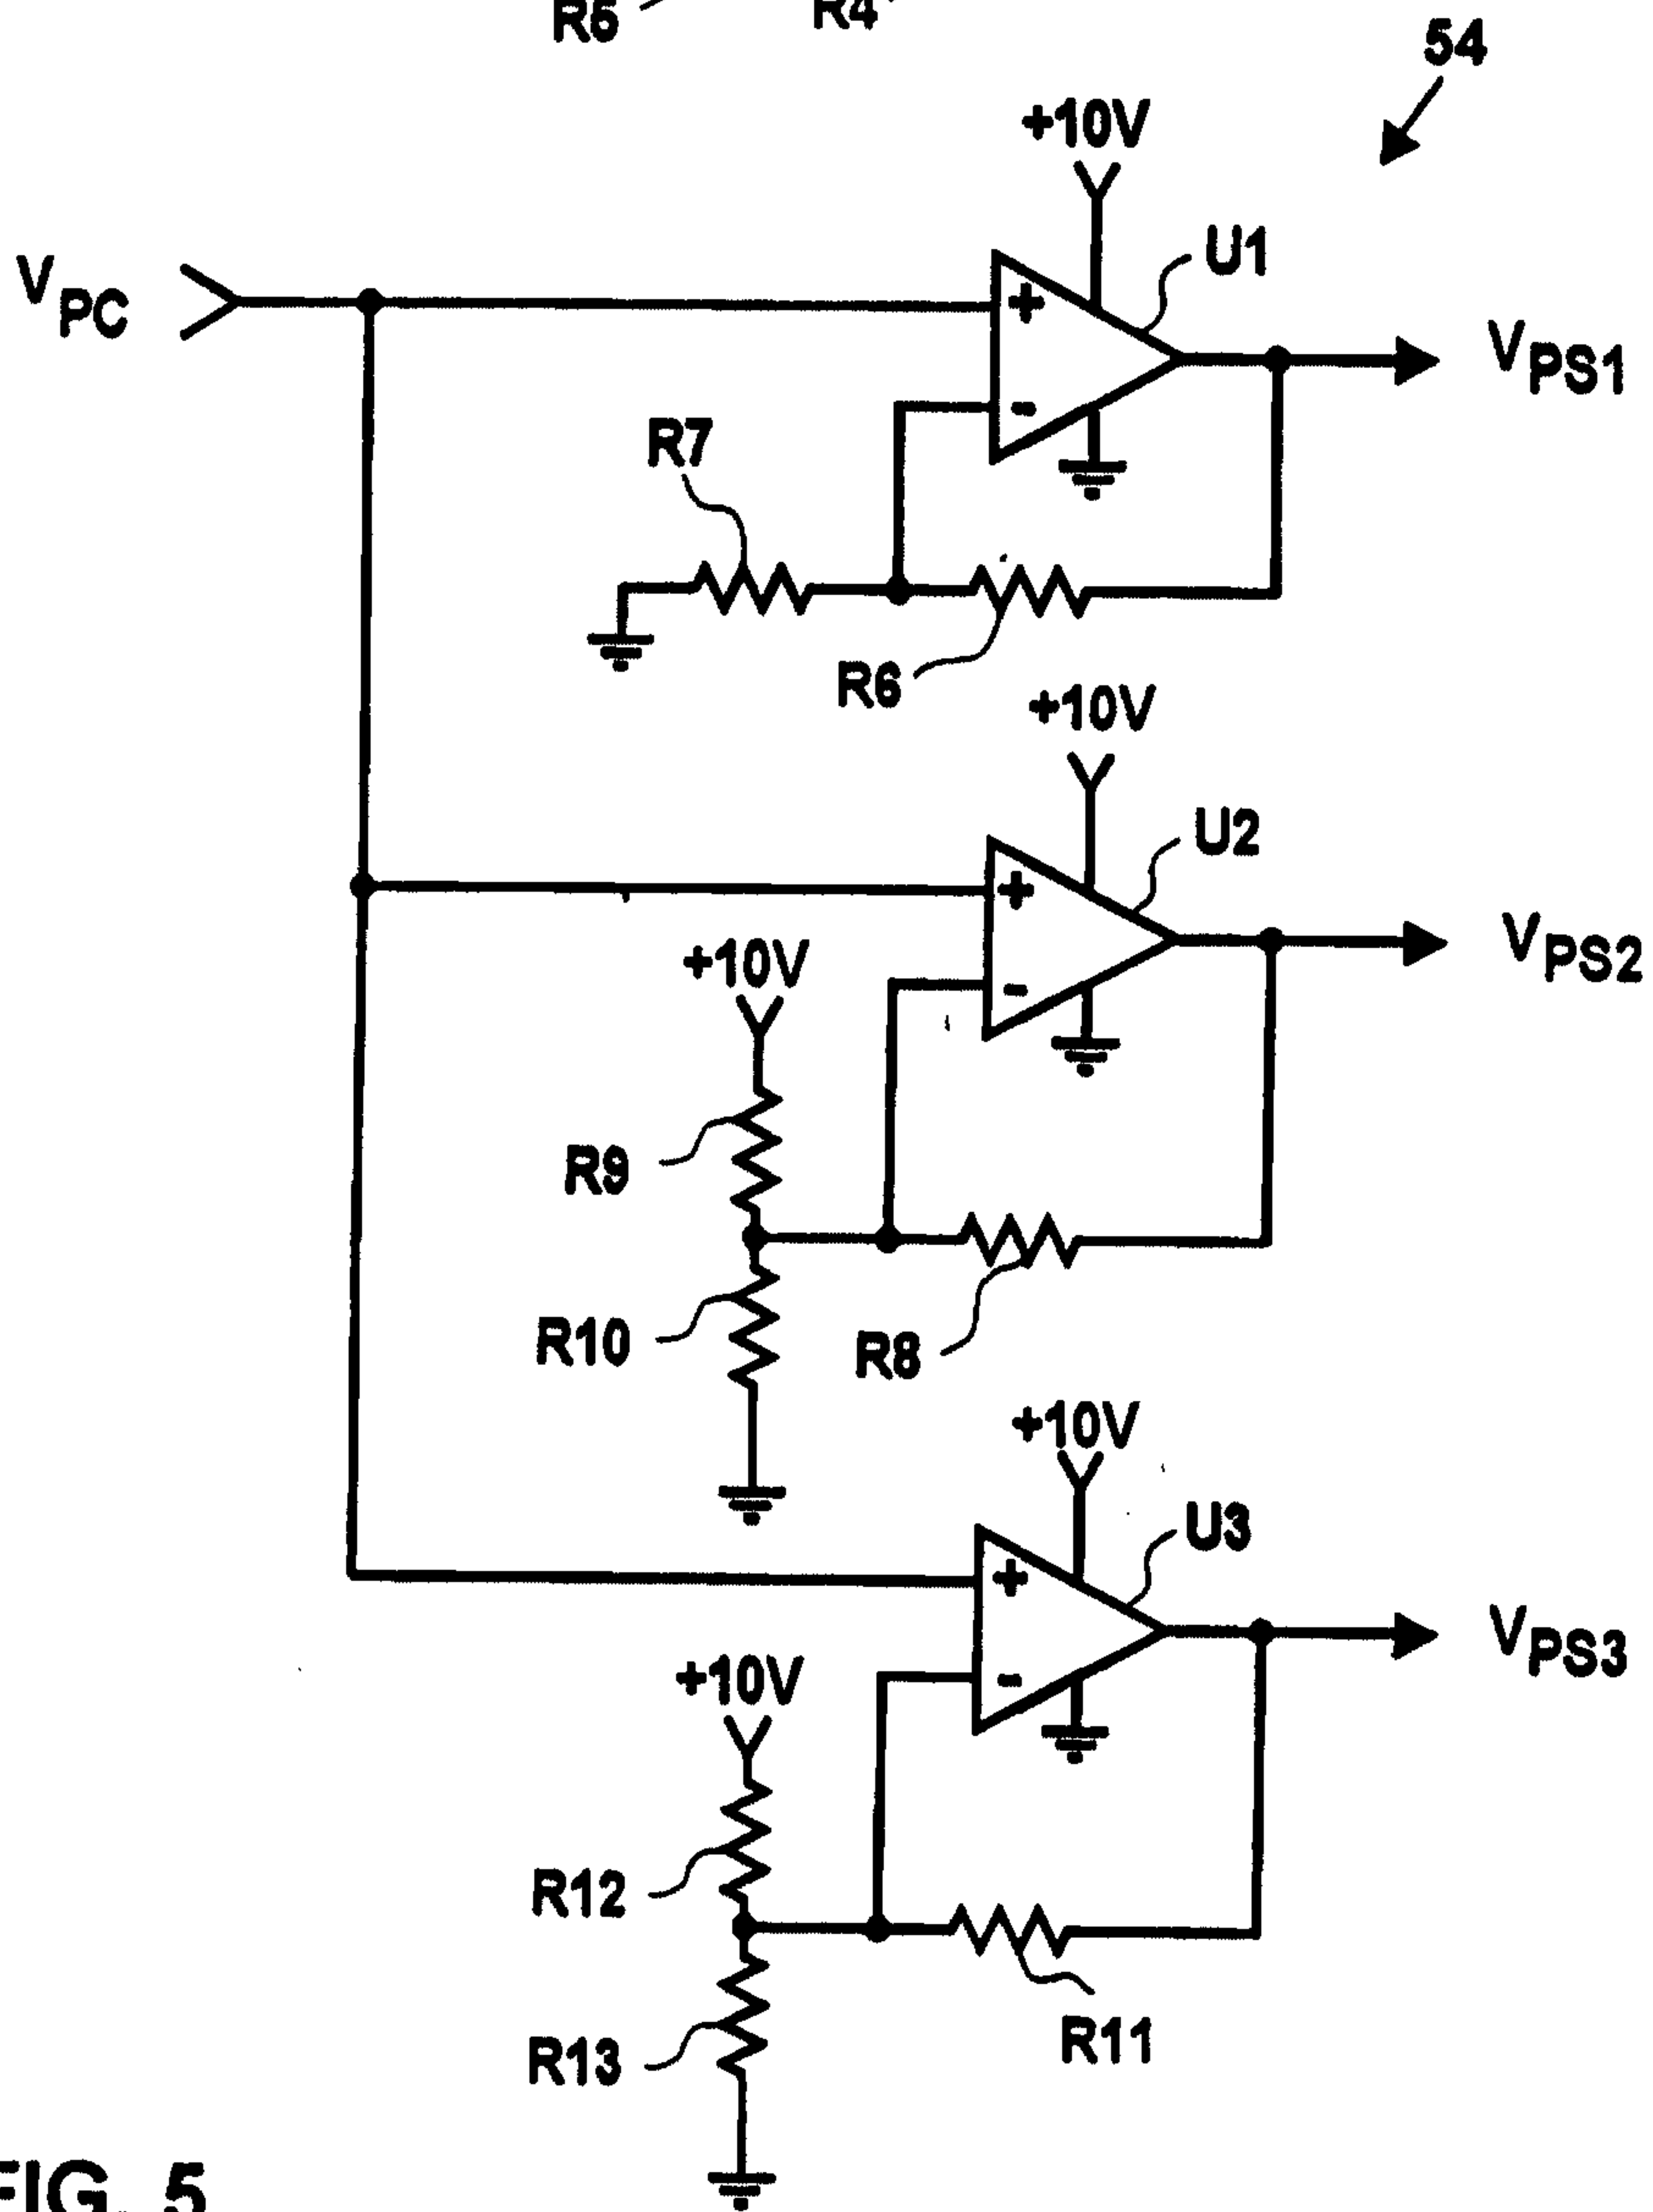 R5 R4
54
+10V
U1
VPC
+
VPS1
-
R7
R6
+10V
U2
+
VPS2
+10V
-
R9
R10
R8
+10V
U3
+
VPS3
+10V
-
R12
R11
R13
FIG. 5